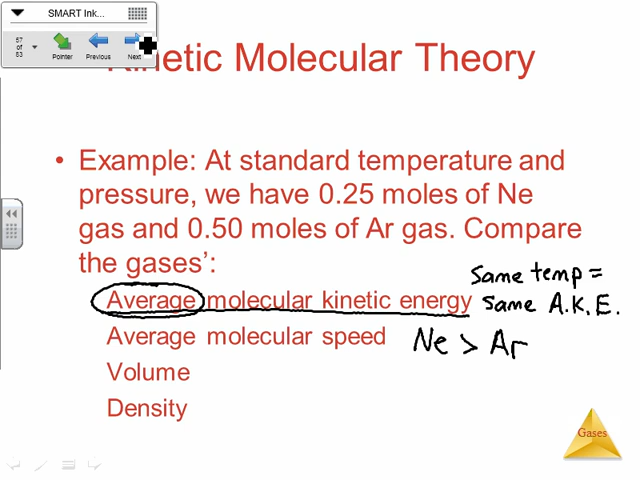 SMART Ink...
57
of
83
Pointer
Previous
Next
Kinetic Molecular Theory
• Example: At standard temperature and
pressure, we have 0.25 moles of Ne
gas and 0.50 moles of Ar gas. Compare
the gases':
Average molecular kinetic energy
same temp =
same A.K.E.
Average molecular speed
Ne > Ar
Volume
Density
Gases